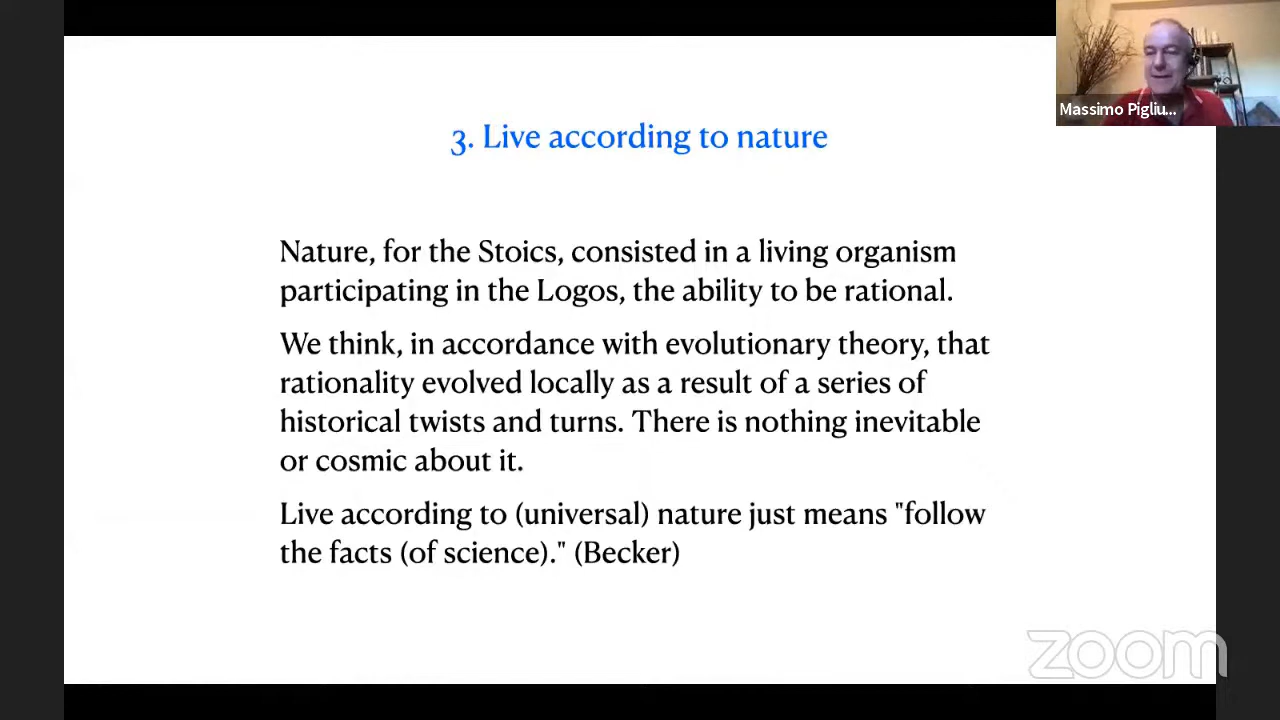 Massimo Pigliu...
3. Live according to nature
Nature, for the Stoics, consisted in a living organism
participating in the Logos, the ability to be rational.
We think, in accordance with evolutionary theory, that
rationality evolved locally as a result of a series of
historical twists and turns. There is nothing inevitable
or cosmic about it.
Live according to (universal) nature just means "follow
the facts (of science)." (Becker)
zoom